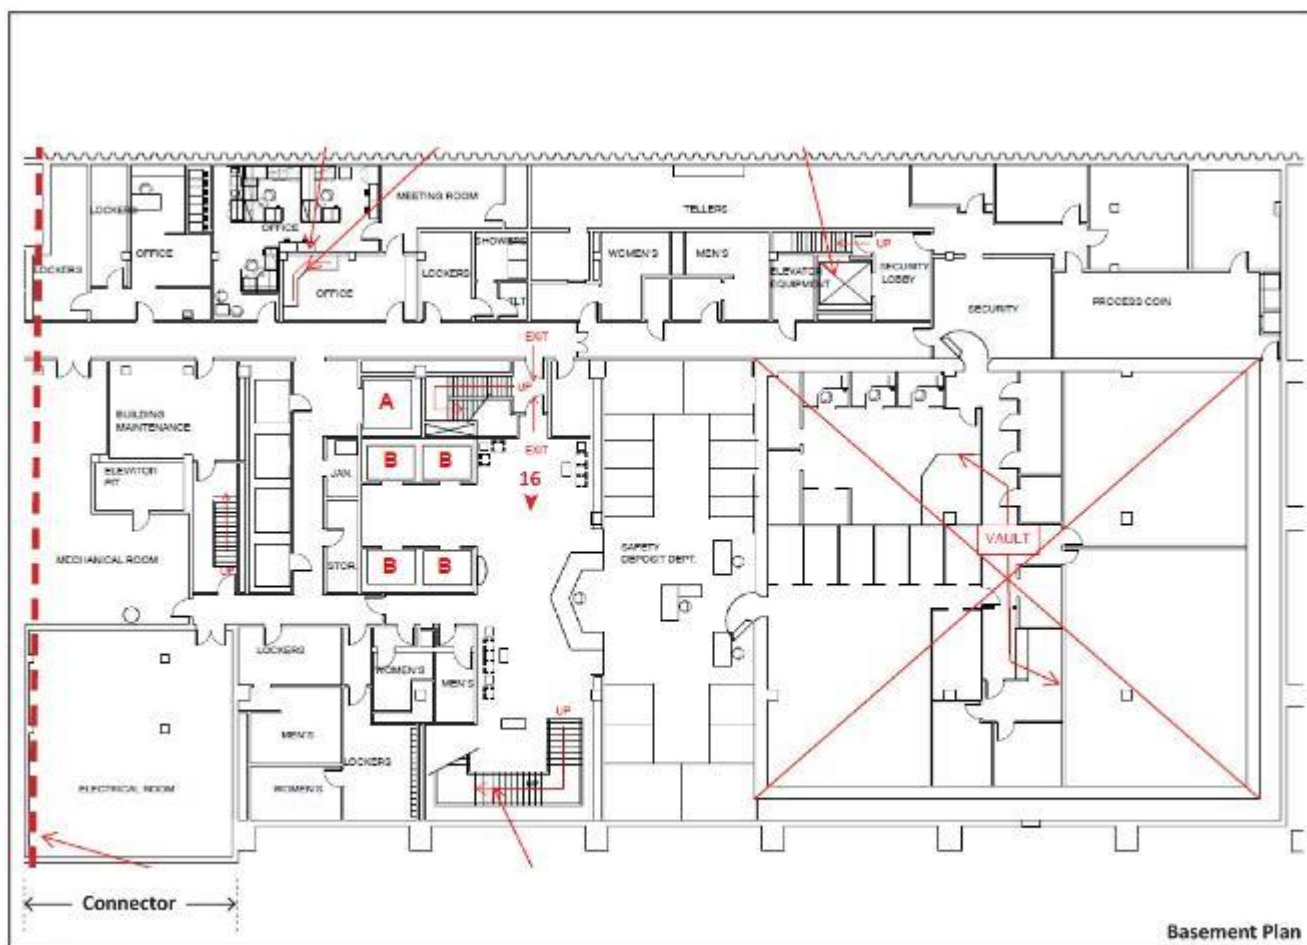 MEETING ROOM
LOCKERS
OFFICE
TELLERS
OFFICE
SHOWERS
WOMEN'S
MEN'S
UP
LOCKERS
LOCKERS
ELEVATOR
EQUIPMENT
SECURITY
LOBBY
OFFICE
TLT
SECURITY
PROCESS COIN
EXIT
UP
A
BUILDING
MAINTENANCE
EXIT
B B
JAN.
16
ELEVATOR
PIT
VAULT
MECHANICAL ROOM
UP
STOR.
B B
SAFETY
DEPOSIT DEPT.
LOCKERS
WOMEN'S
MEN'S
UP
MEN'S
LOCKERS
ELECTRICAL ROOM
WOMEN'S
Connector
Basement Plan